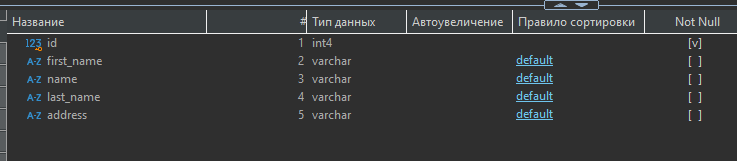 Название # Тип данных Автоувеличение Правило сортировки Not Null
123 id 1 int4 [v]
A-Z first_name 2 varchar default [ ]
A-Z name 3 varchar default [ ]
A-Z last_name 4 varchar default [ ]
A-Z address 5 varchar default [ ]